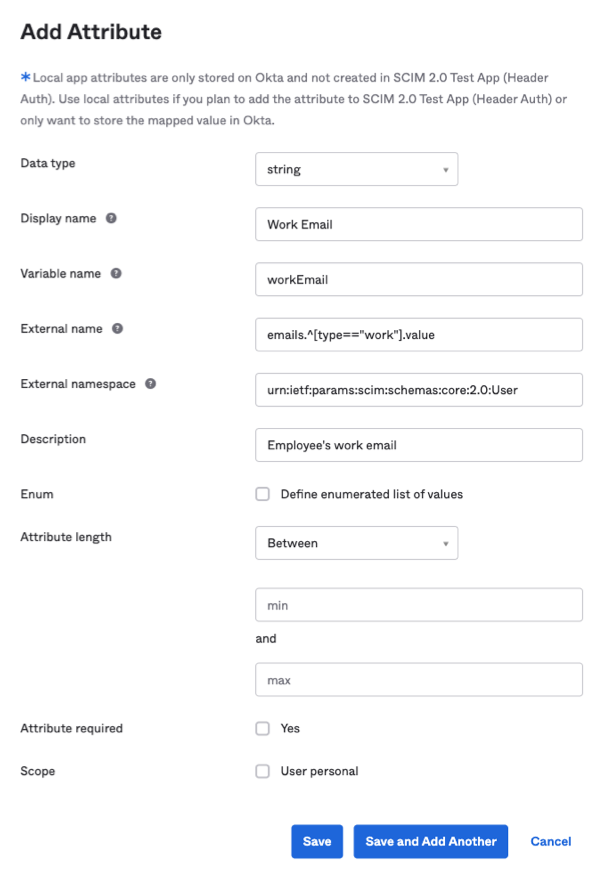 Add Attribute
*Local app attributes are only stored on Okta and not created in SCIM 2.0 Test App (Header
Auth). Use local attributes if you plan to add the attribute to SCIM 2.0 Test App (Header Auth) or
only want to store the mapped value in Okta.
Data type
string
Display name ?
Work Email
Variable name ?
workEmail
External name ?
emails.^[type=="work"].value
External namespace ?
urn:ietf:params:scim:schemas:core:2.0:User
Description
Employee's work email
Enum
Define enumerated list of values
Attribute length
Between
min
and
max
Attribute required
Yes
Scope
User personal
Save
Save and Add Another
Cancel